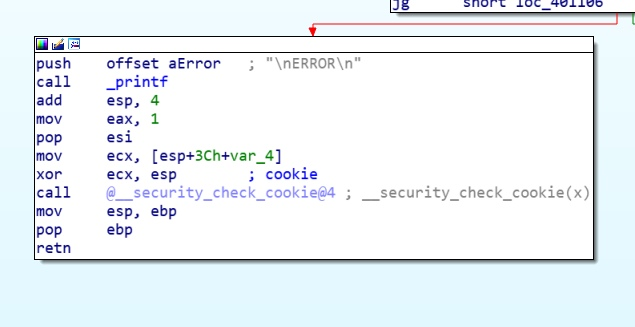 jg short loc_401106
push offset aError ; "\nERROR\n"
call _printf
add esp, 4
mov eax, 1
pop esi
mov ecx, [esp+3Ch+var_4]
xor ecx, esp ; cookie
call @__security_check_cookie@4 ; __security_check_cookie(x)
mov esp, ebp
pop ebp
retn